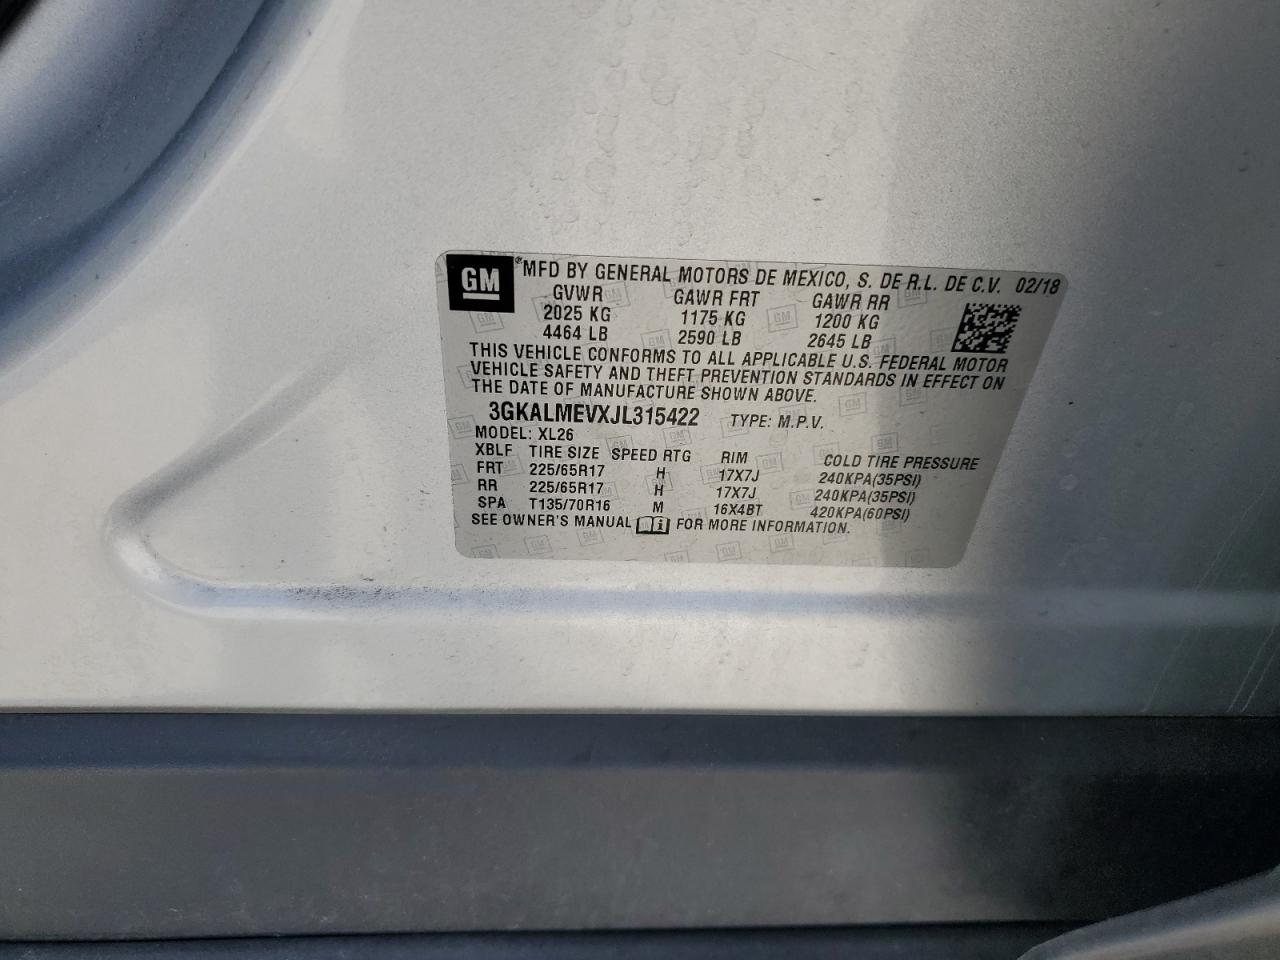 GM ® MFD BY GENERAL MOTORS DE MEXICO, S. DE R.L. DE C.V. 02/18
GVWR GAWR FRT GAWR RR
2025 KG 1175 KG 1200 KG
4464 LB 2590 LB 2645 LB
THIS VEHICLE CONFORMS TO ALL APPLICABLE U.S. FEDERAL MOTOR
VEHICLE SAFETY AND THEFT PREVENTION STANDARDS IN EFFECT ON
THE DATE OF MANUFACTURE SHOWN ABOVE.
3GKALMEVXJL315422 TYPE: M.P.V.
MODEL: XL26
XBLF TIRE SIZE SPEED RTG RIM COLD TIRE PRESSURE
FRT 225/65R17 H 17X7J 240KPA(35PSI)
RR 225/65R17 H 17X7J 240KPA(35PSI)
SPA T135/70R16 M 16X4BT 420KPA(60PSI)
SEE OWNER'S MANUAL FOR MORE INFORMATION.